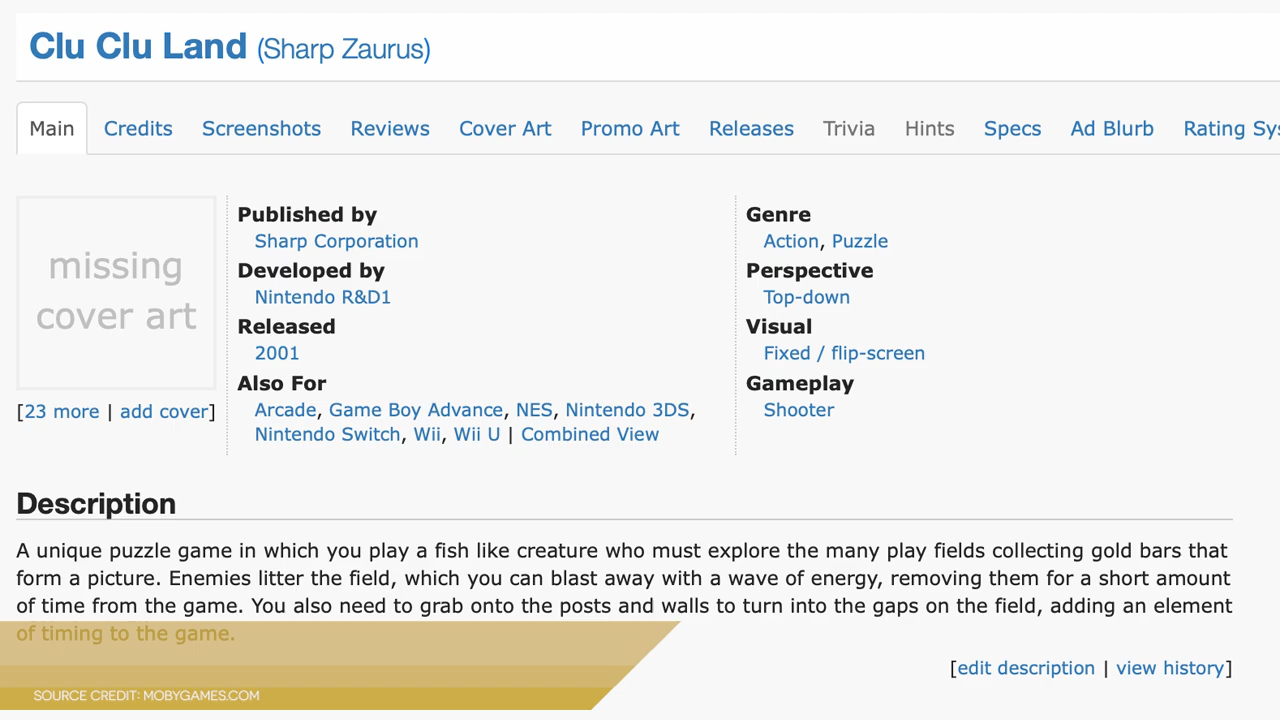 Clu Clu Land (Sharp Zaurus)
Main Credits Screenshots Reviews Cover Art Promo Art Releases Trivia Hints Specs Ad Blurb Rating Sys
missing
cover art
[23 more | add cover]
Published by
Sharp Corporation
Developed by
Nintendo R&D1
Released
2001
Also For
Arcade, Game Boy Advance, NES, Nintendo 3DS,
Nintendo Switch, Wii, Wii U | Combined View
Genre
Action, Puzzle
Perspective
Top-down
Visual
Fixed / flip-screen
Gameplay
Shooter
Description
A unique puzzle game in which you play a fish like creature who must explore the many play fields collecting gold bars that
form a picture. Enemies litter the field, which you can blast away with a wave of energy, removing them for a short amount
of time from the game. You also need to grab onto the posts and walls to turn into the gaps on the field, adding an element
of timing to the game.
[edit description | view history]
SOURCE CREDIT: MOBYGAMES.COM